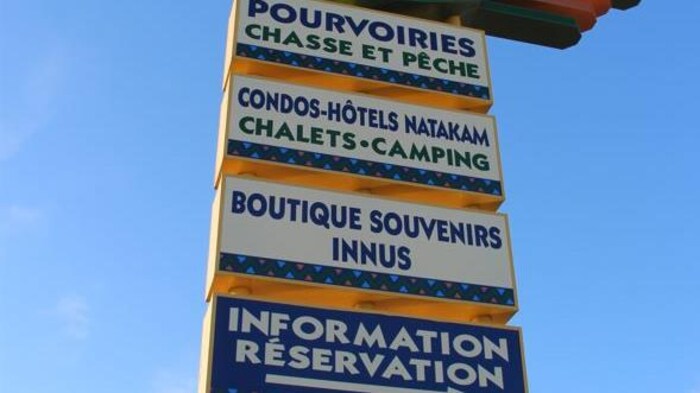 POURVOIRIES
CHASSE ET PÊCHE
CONDOS-HÔTELS NATAKAM
CHALETS•CAMPING
BOUTIQUE SOUVENIRS
INNUS
INFORMATION
RÉSERVATION